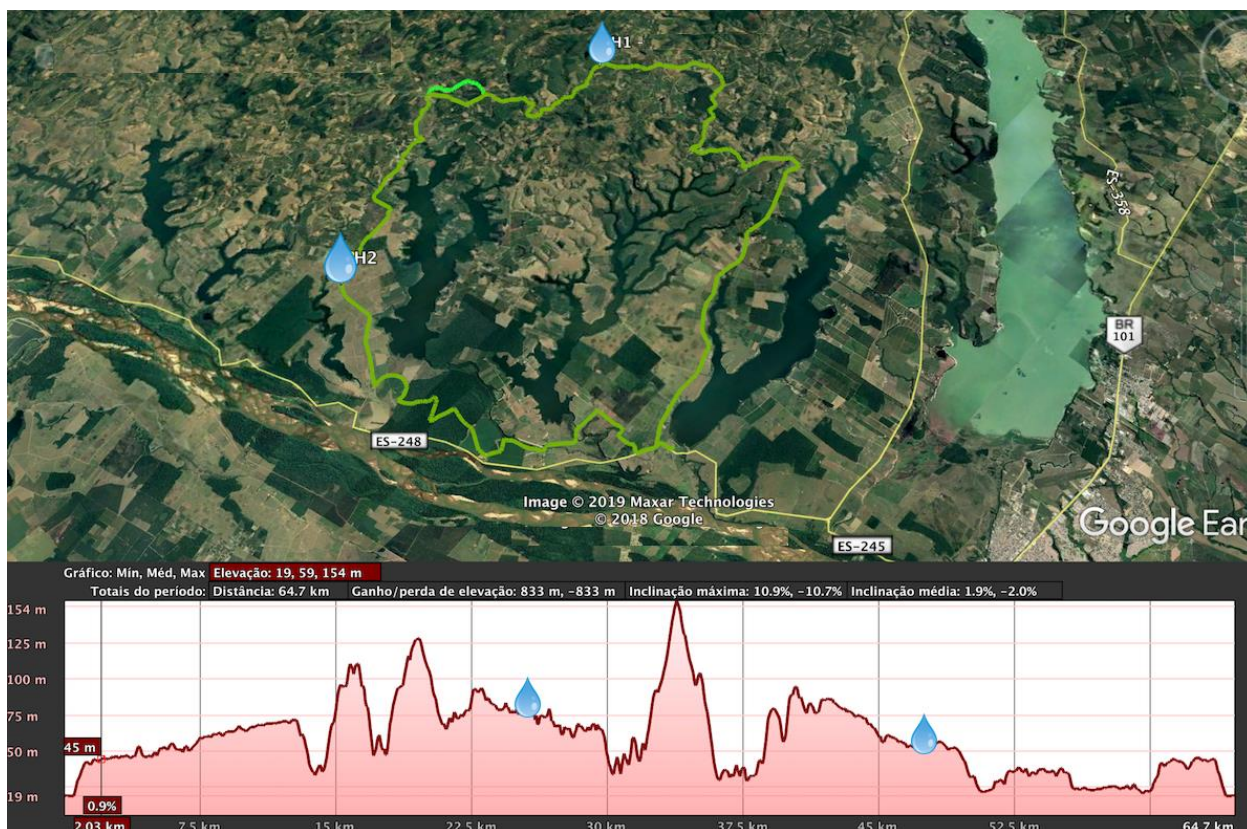 H1 -
ES-358
H2
BR
101
ES-248
Image © 2019 Maxar Technologies
© 2018 Google
Google Ear
ES-245
Gráfico: Mín, Méd, Max Elevação: 19, 59, 154 m
Totais do período: Distância: 64.7 km Ganho/perda de elevação: 833 m, -833 m Inclinação máxima: 10.9%, -10.7% Inclinação média: 1.9%, -2.0%
154 m
125 m
100 m
75 m
45 m
50 m
19 m
0.9%
2.03 km 7.5 km 15 km 22.5 km 30 km 37.5 km 45 km 52.5 km 64.7 km